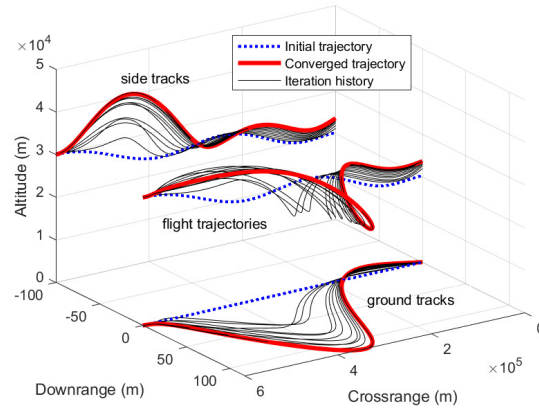 ×10⁴
5
4
3
2
1
0
Altitude (m)
Initial trajectory
Converged trajectory
Iteration history
side tracks
flight trajectories
ground tracks
-100
-50
0
50
100
Downrange (m)
6
4
2
0
×10⁵
Crossrange (m)